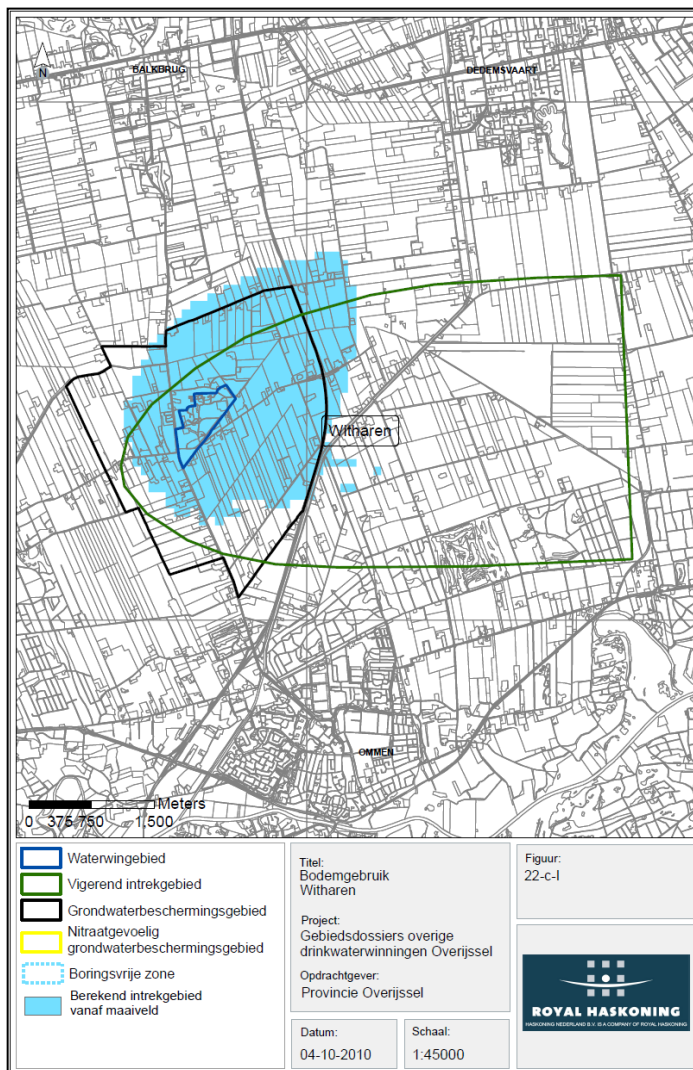 N
BALKBRUG
DEDEMSVAART
Witharen
OMMEN
Meters
0 375 750 1.500
Waterwingebied
Vigerend intrekgebied
Grondwaterbeschermingsgebied
Nitraatgevoelig
grondwaterbeschermingsgebied
Boringsvrije zone
Berekend intrekgebied
vanaf maaiveld
Titel:
Bodemgebruik
Witharen
Project:
Gebiedsdossiers overige
drinkwaterwinningen Overijssel
Opdrachtgever:
Provincie Overijssel
Datum:
04-10-2010
Schaal:
1:45000
Figuur:
22-c-I
ROYAL HASKONING
HASKONING NEDERLAND B.V. IS A COMPANY OF ROYAL HASKONING